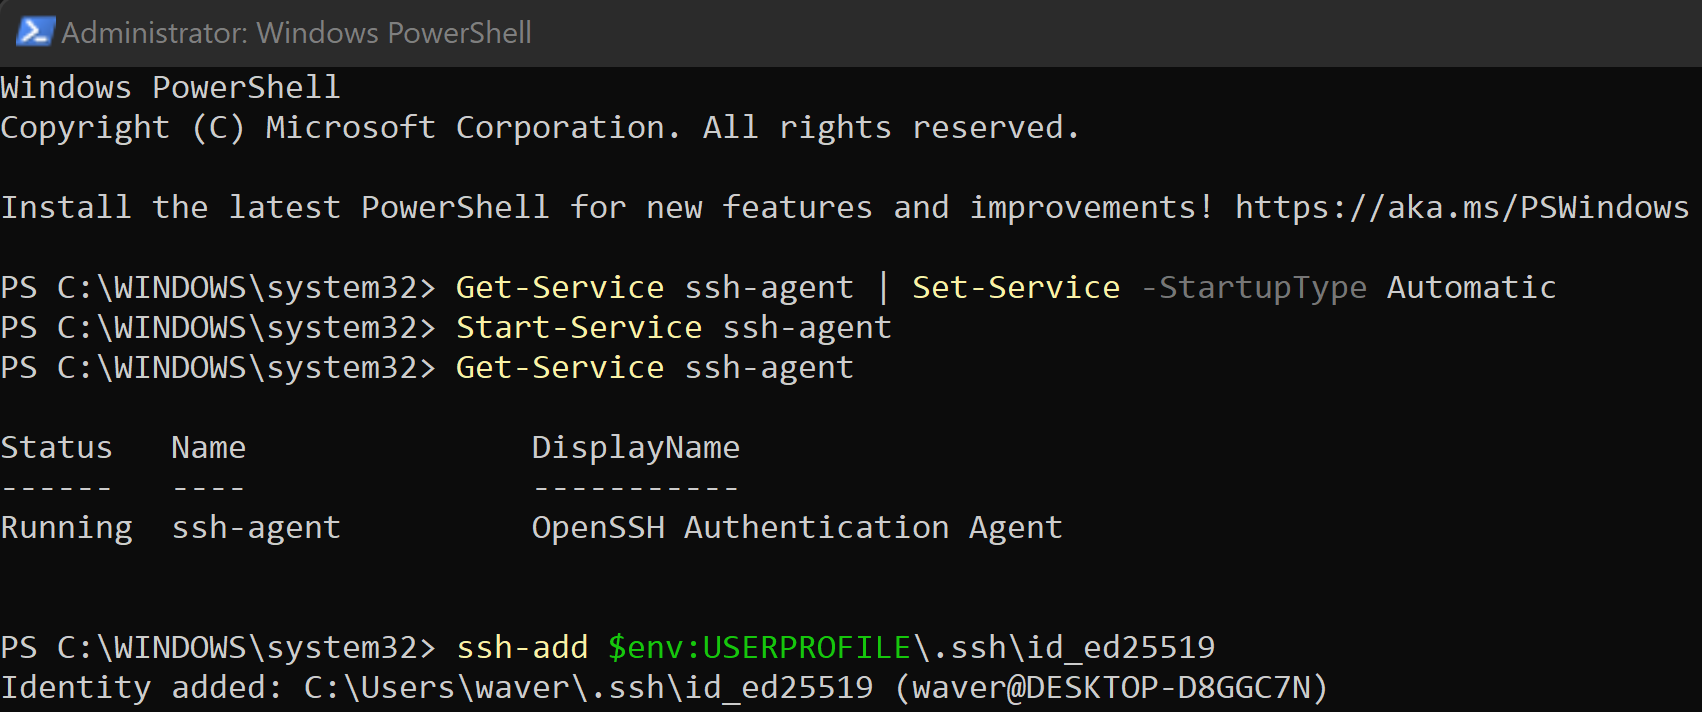 Administrator: Windows PowerShell
Windows PowerShell
Copyright (C) Microsoft Corporation. All rights reserved.
Install the latest PowerShell for new features and improvements! https://aka.ms/PSWindows
PS C:\WINDOWS\system32> Get-Service ssh-agent | Set-Service -StartupType Automatic
PS C:\WINDOWS\system32> Start-Service ssh-agent
PS C:\WINDOWS\system32> Get-Service ssh-agent
Status   Name               DisplayName
------   ----               -----------
Running  ssh-agent          OpenSSH Authentication Agent
PS C:\WINDOWS\system32> ssh-add $env:USERPROFILE\.ssh\id_ed25519
Identity added: C:\Users\waver\.ssh\id_ed25519 (waver@DESKTOP-D8GGC7N)